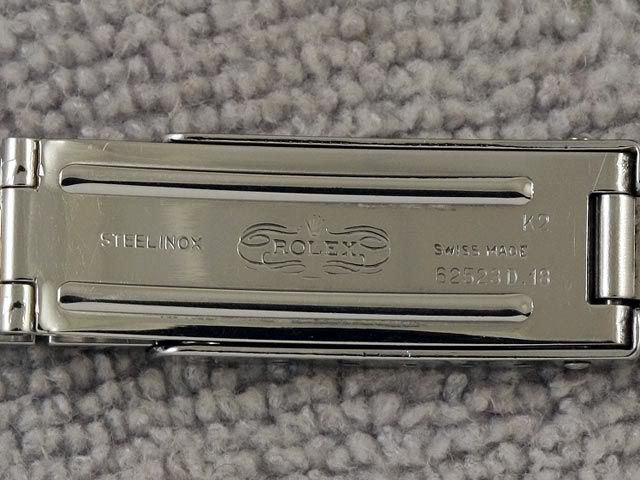 STEELINOX
ROLEX
K2
SWISS MADE
62523D.18